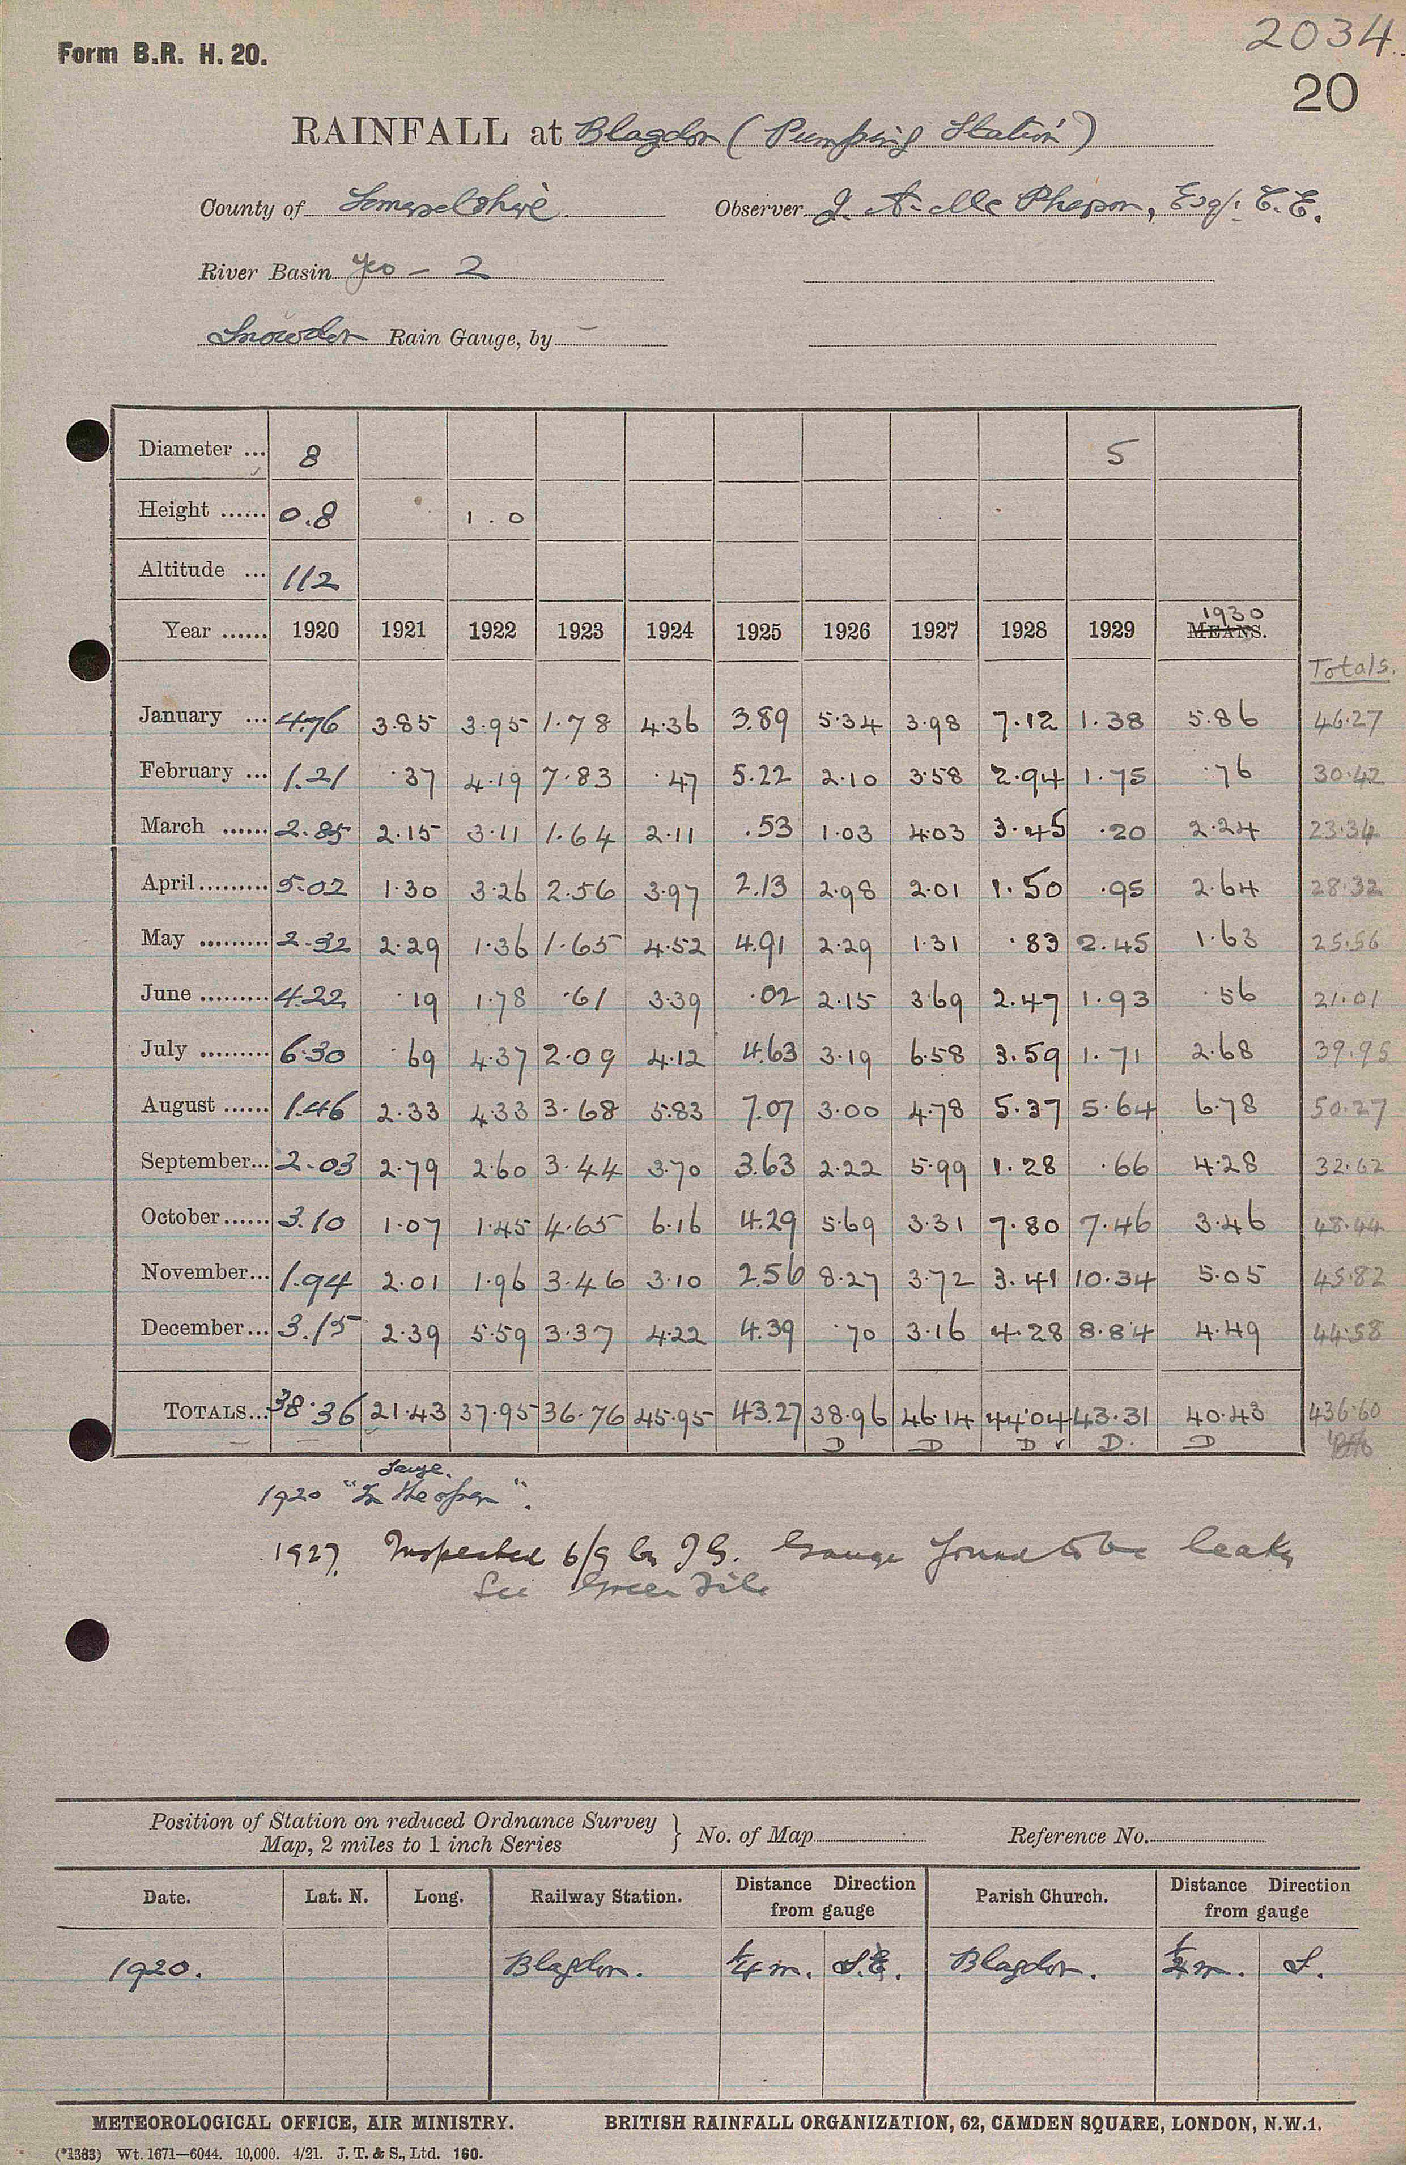 2034
Form B.R. H. 20.
20
RAINFALL at Blagdon (Pumping Station)
County of Somersetshire Observer J. A. McPherson, Esq. C.E.
River Basin Yeo - 2
Snowdon Rain Gauge, by -
Diameter ... 8 5
Height ...... 0.8 1.0
Altitude ... 112
Year ...... 1920 1921 1922 1923 1924 1925 1926 1927 1928 1929 1930 MEANS.
Totals.
January ... 4.76 3.85 3.95 1.78 4.36 3.89 5.34 3.98 7.12 1.38 5.86 46.27
February ... 1.21 .37 4.19 7.83 .47 5.22 2.10 3.58 2.94 1.75 .76 30.42
March ...... 2.85 2.15 3.11 1.64 2.11 .53 1.03 4.03 3.45 .20 2.24 23.34
April ......... 5.02 1.30 3.26 2.56 3.97 2.13 2.98 2.01 1.50 .95 2.64 28.32
May ......... 2.32 2.29 1.36 1.65 4.52 4.91 2.29 1.31 .83 2.45 1.63 25.56
June ......... 4.22 .19 1.78 .61 3.39 .02 2.15 3.69 2.47 1.93 .56 21.01
July ......... 6.30 .69 4.37 2.09 4.12 4.63 3.19 6.58 3.59 1.71 2.68 39.95
August ...... 1.46 2.33 4.33 3.68 5.83 7.07 3.00 4.78 5.37 5.64 6.78 50.27
September... 2.03 2.79 2.60 3.44 3.70 3.63 2.22 5.99 1.28 .66 4.28 32.62
October...... 3.10 1.07 1.45 4.65 6.16 4.29 5.69 3.31 7.80 7.46 3.46 48.44
November... 1.94 2.01 1.96 3.46 3.10 2.56 8.27 3.72 3.41 10.34 5.05 45.82
December... 3.15 2.39 5.59 3.37 4.22 4.39 .70 3.16 4.28 8.84 4.49 44.58
TOTALS... 38.36 21.43 37.95 36.76 45.95 43.27 38.96 46.14 44.04 43.31 40.43 436.60
D D D D. D
Gauge.
1920 "In the open".
1927. Inspected 6/9 by J G. Gauge found to be leaky
See Green File
Position of Station on reduced Ordnance Survey
Map, 2 miles to 1 inch Series } No. of Map Reference No.
Date. Lat. N. Long. Railway Station. Distance Direction from gauge Parish Church. Distance Direction from gauge
1920. Blagdon. 1/4 m. S.E. Blagdon. 1/2 m. S.
METEOROLOGICAL OFFICE, AIR MINISTRY. BRITISH RAINFALL ORGANIZATION, 62, CAMDEN SQUARE, LONDON, N.W.1.
(*1383) Wt. 1671—6044. 10,000. 4/21. J. T. & S., Ltd. 160.